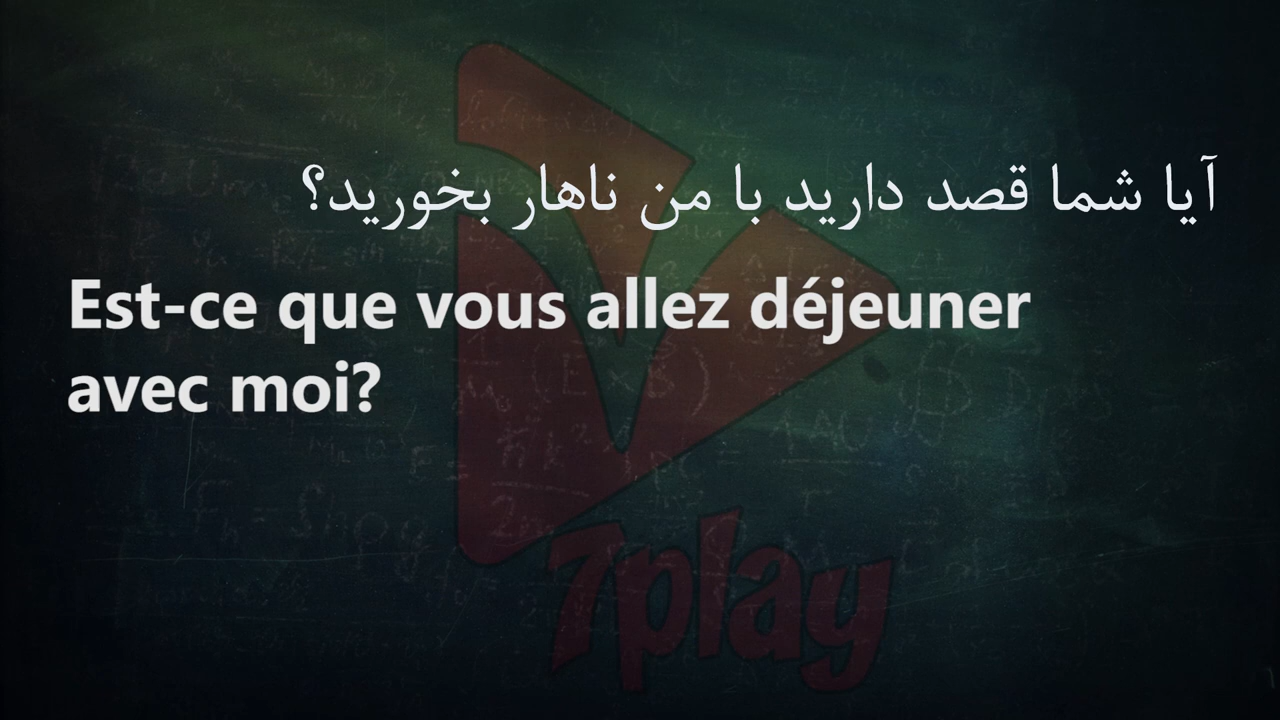 آیا شما قصد دارید با من ناهار بخورید؟
Est-ce que vous allez déjeuner
avec moi?
7play